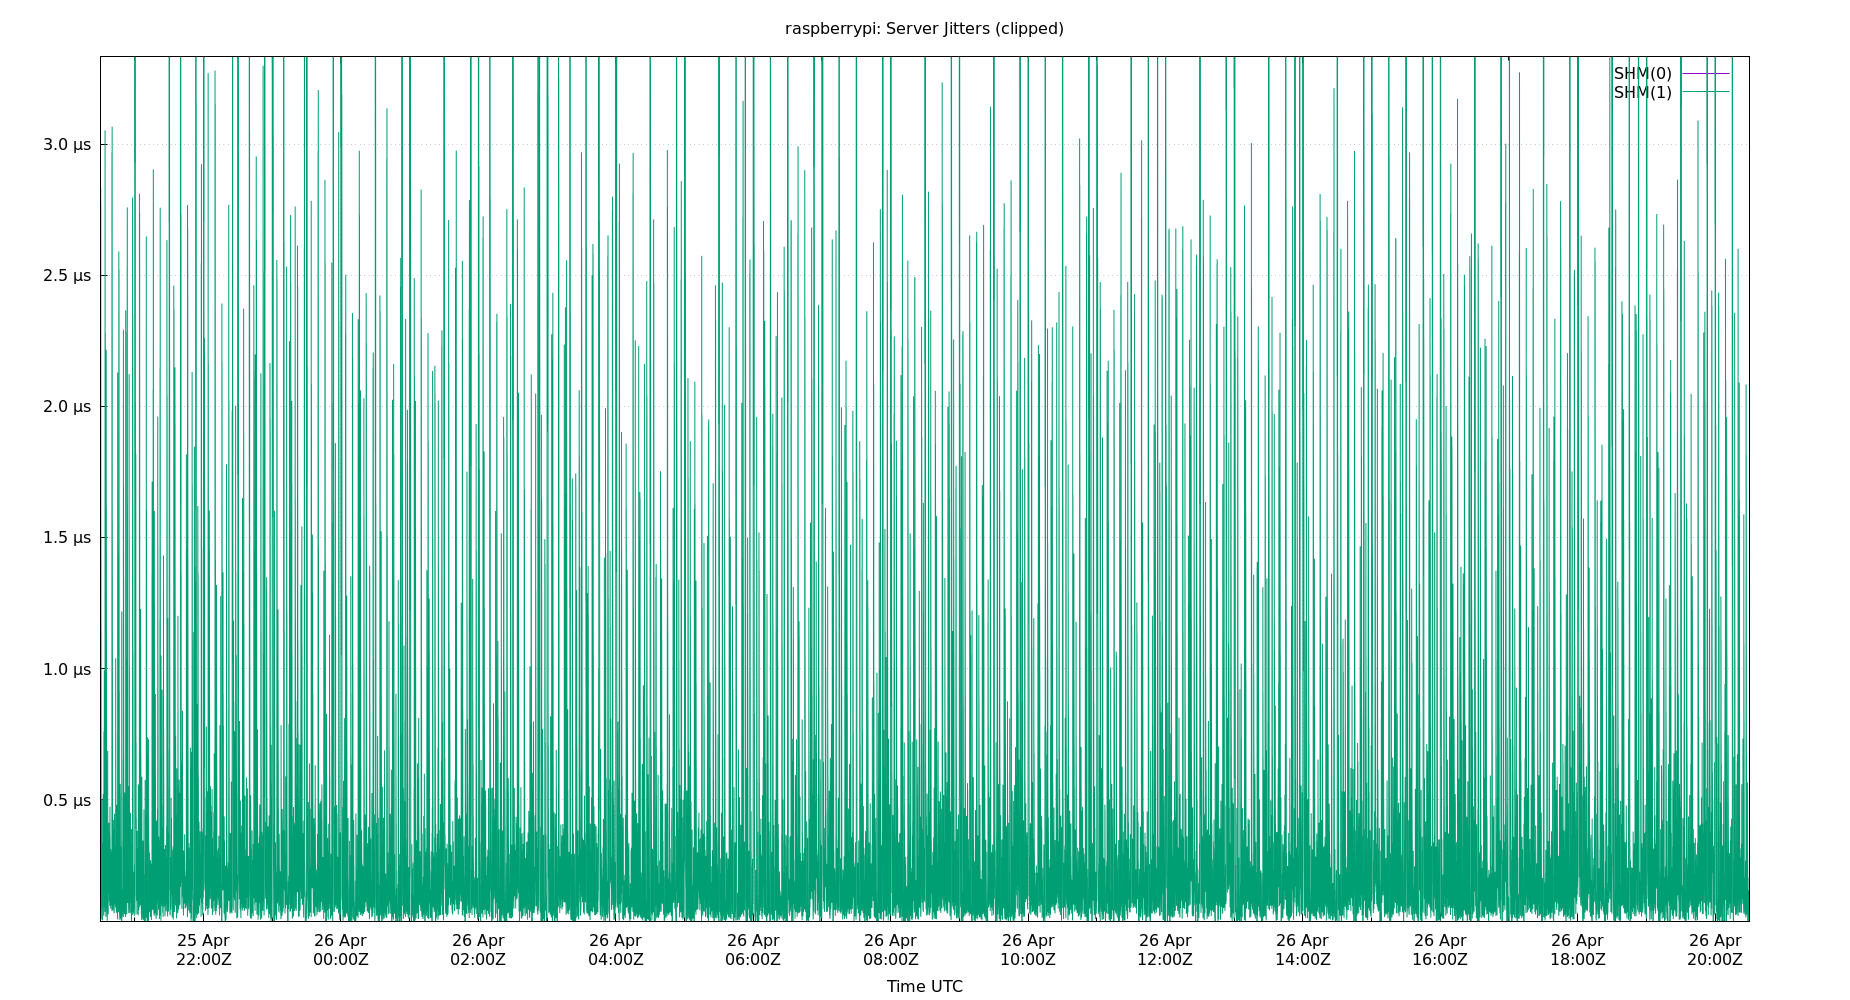 raspberrypi: Server Jitters (clipped)
SHM(0)
SHM(1)
3.0 µs
2.5 µs
2.0 µs
1.5 µs
1.0 µs
0.5 µs
25 Apr 26 Apr 26 Apr 26 Apr 26 Apr 26 Apr 26 Apr 26 Apr 26 Apr 26 Apr 26 Apr 26 Apr
22:00Z 00:00Z 02:00Z 04:00Z 06:00Z 08:00Z 10:00Z 12:00Z 14:00Z 16:00Z 18:00Z 20:00Z
Time UTC